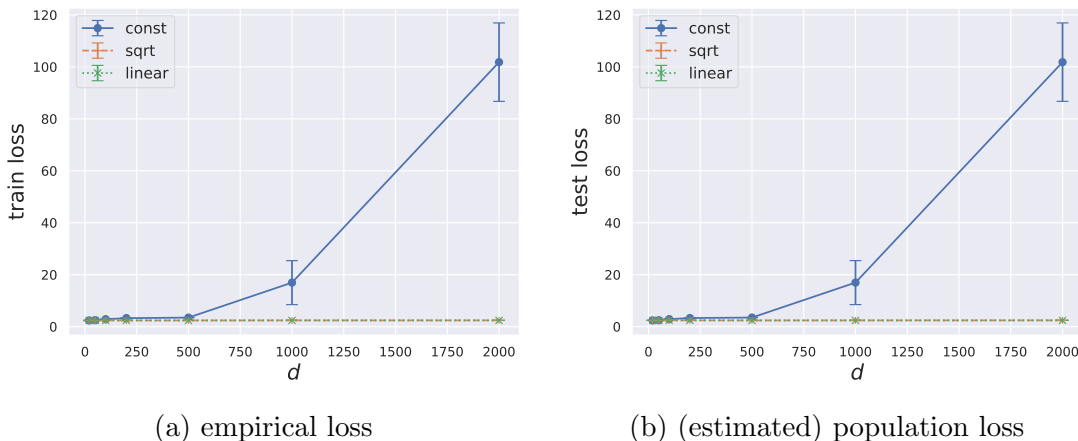 120
100
80
60
40
20
0
train loss
const
sqrt
linear
0 250 500 750 1000 1250 1500 1750 2000
d
(a) empirical loss
120
100
80
60
40
20
0
test loss
const
sqrt
linear
0 250 500 750 1000 1250 1500 1750 2000
d
(b) (estimated) population loss